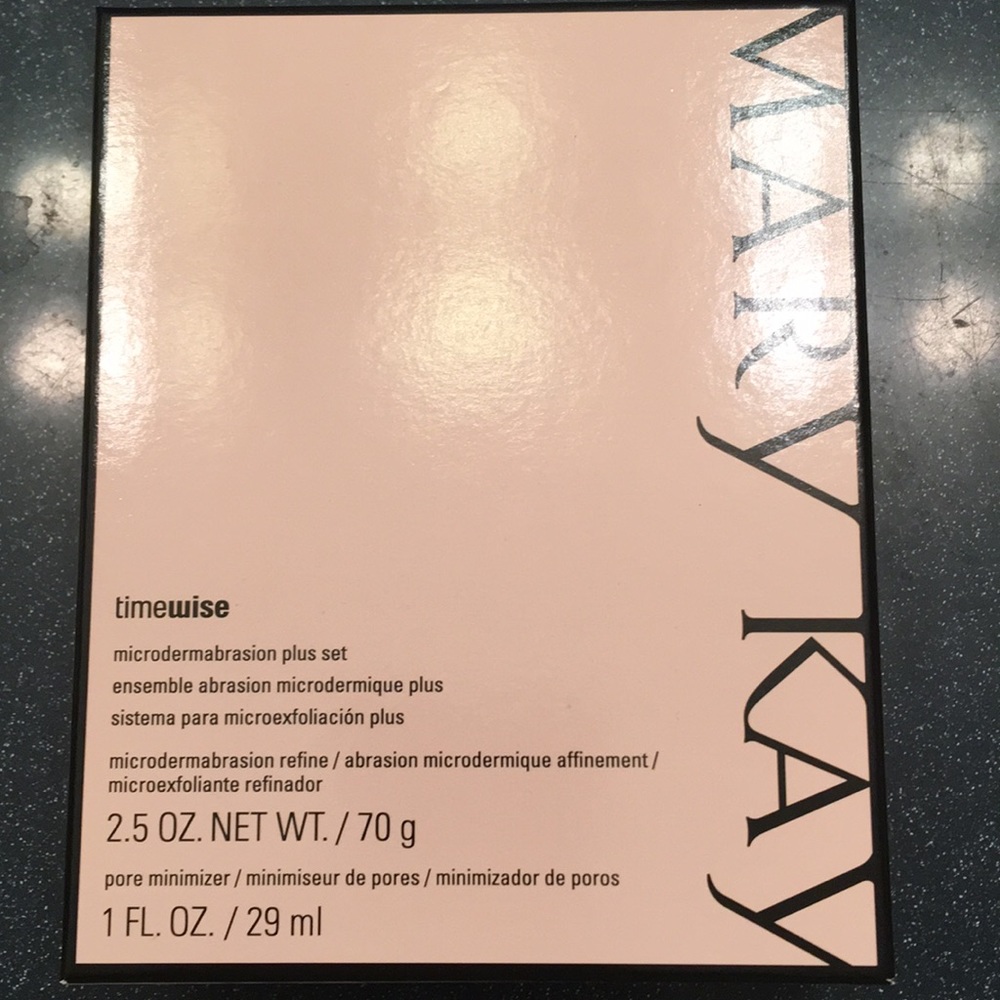 MARY KAY
timewise
microdermabrasion plus set
ensemble abrasion microdermique plus
sistema para microexfoliación plus
microdermabrasion refine / abrasion microdermique affinement /
microexfoliante refinador
2.5 OZ. NET WT. / 70 g
pore minimizer / minimiseur de pores / minimizador de poros
1 FL. OZ. / 29 ml